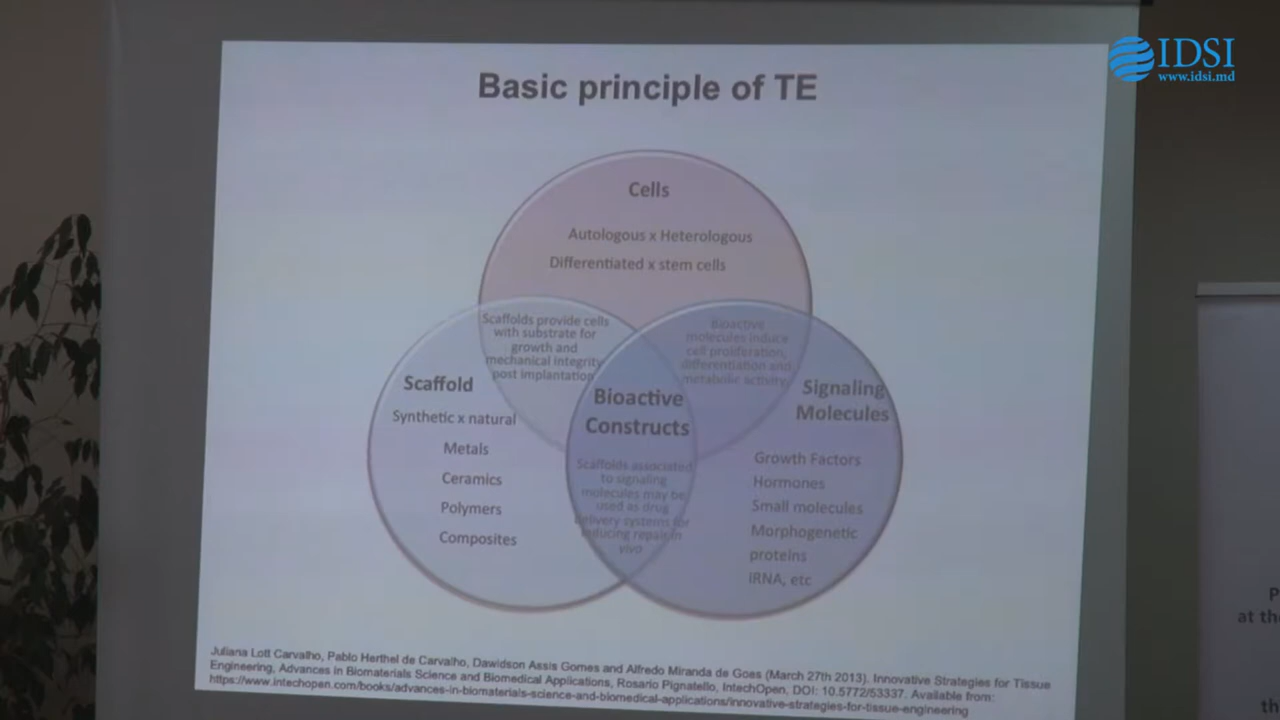 IDSI
www.idsi.md
Basic principle of TE
Cells
Autologous x Heterologous
Differentiated x stem cells
Scaffolds provide cells
with substrate for
growth and
mechanical integrity
post implantation
Bioactive
molecules induce
cell proliferation,
differentiation and
metabolic activity
Scaffold
Synthetic x natural
Metals
Ceramics
Polymers
Composites
Bioactive
Constructs
Scaffolds associated
to signaling
molecules may be
used as drug
delivery systems for
inducing repair in
vivo
Signaling
Molecules
Growth Factors
Hormones
Small molecules
Morphogenetic
proteins
iRNA, etc
Juliana Lott Carvalho, Pablo Herthel de Carvalho, Dawidson Assis Gomes and Alfredo Miranda de Goes (March 27th 2013). Innovative Strategies for Tissue
Engineering, Advances in Biomaterials Science and Biomedical Applications, Rosario Pignatello, IntechOpen, DOI: 10.5772/53337. Available from:
https://www.intechopen.com/books/advances-in-biomaterials-science-and-biomedical-applications/innovative-strategies-for-tissue-engineering
P
at th
th